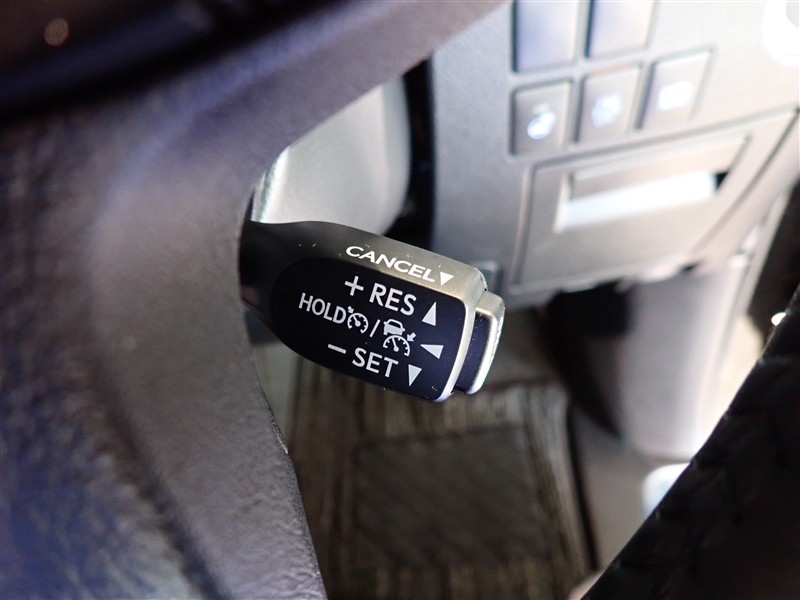 CANCEL▼
+ RES ▲
HOLD /
− SET ▼